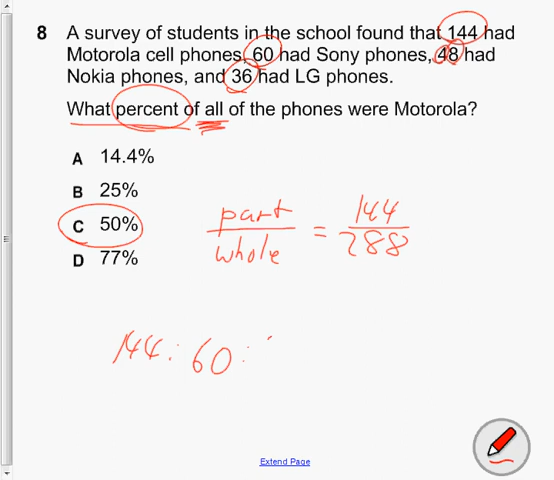 8 A survey of students in the school found that 144 had
Motorola cell phones, 60 had Sony phones, 48 had
Nokia phones, and 36 had LG phones.
What percent of all of the phones were Motorola?
A 14.4%
B 25%
C 50%
D 77%
part/whole = 144/288
144 : 60 :
Extend Page